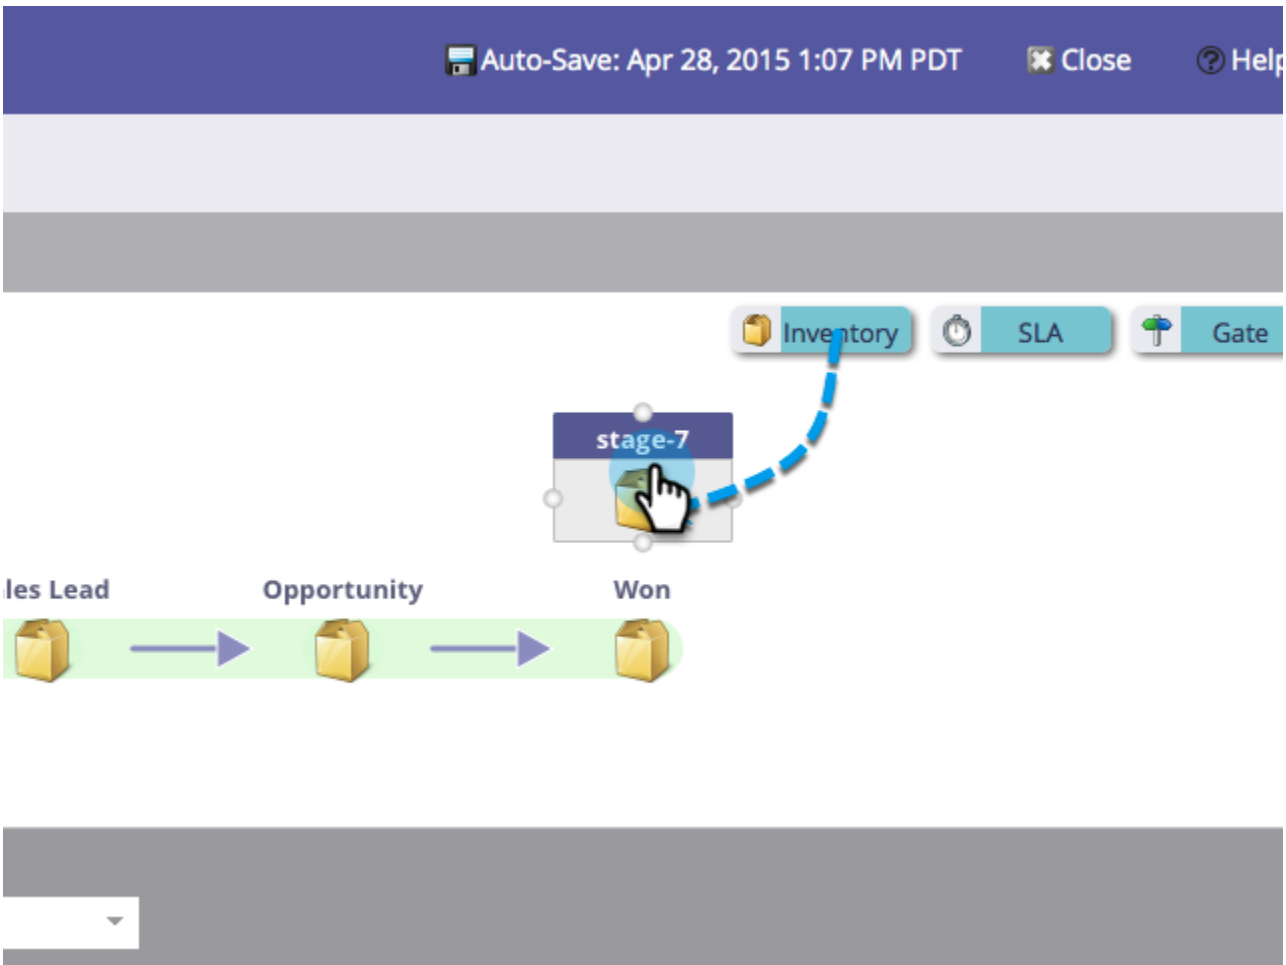 Auto-Save: Apr 28, 2015 1:07 PM PDT Close Help
Inventory SLA Gate
stage-7
les Lead Opportunity Won